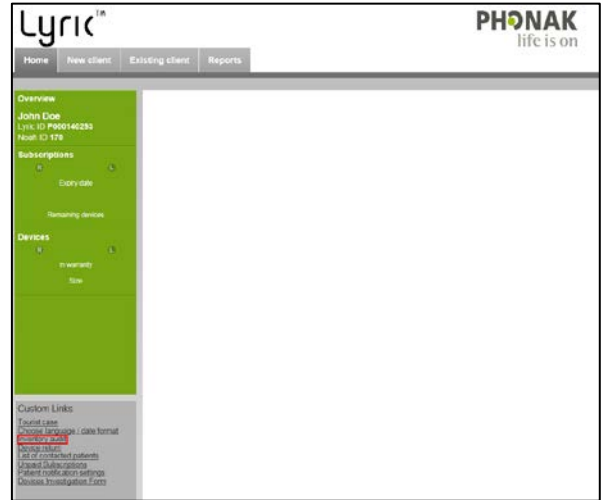 Lyric™
PHONAK
life is on
Home New client Existing client Reports
Overview
John Doe
Lyric ID P000140293
Noah ID 179
Subscriptions
Expiry date
Remaining devices
Devices
In warranty
Size
Custom Links
Tourist case
Choose language / date format
Inventory audit
Device return
List of contacted patients
Unpaid Subscriptions
Patient notification settings
Devices Investigation Form